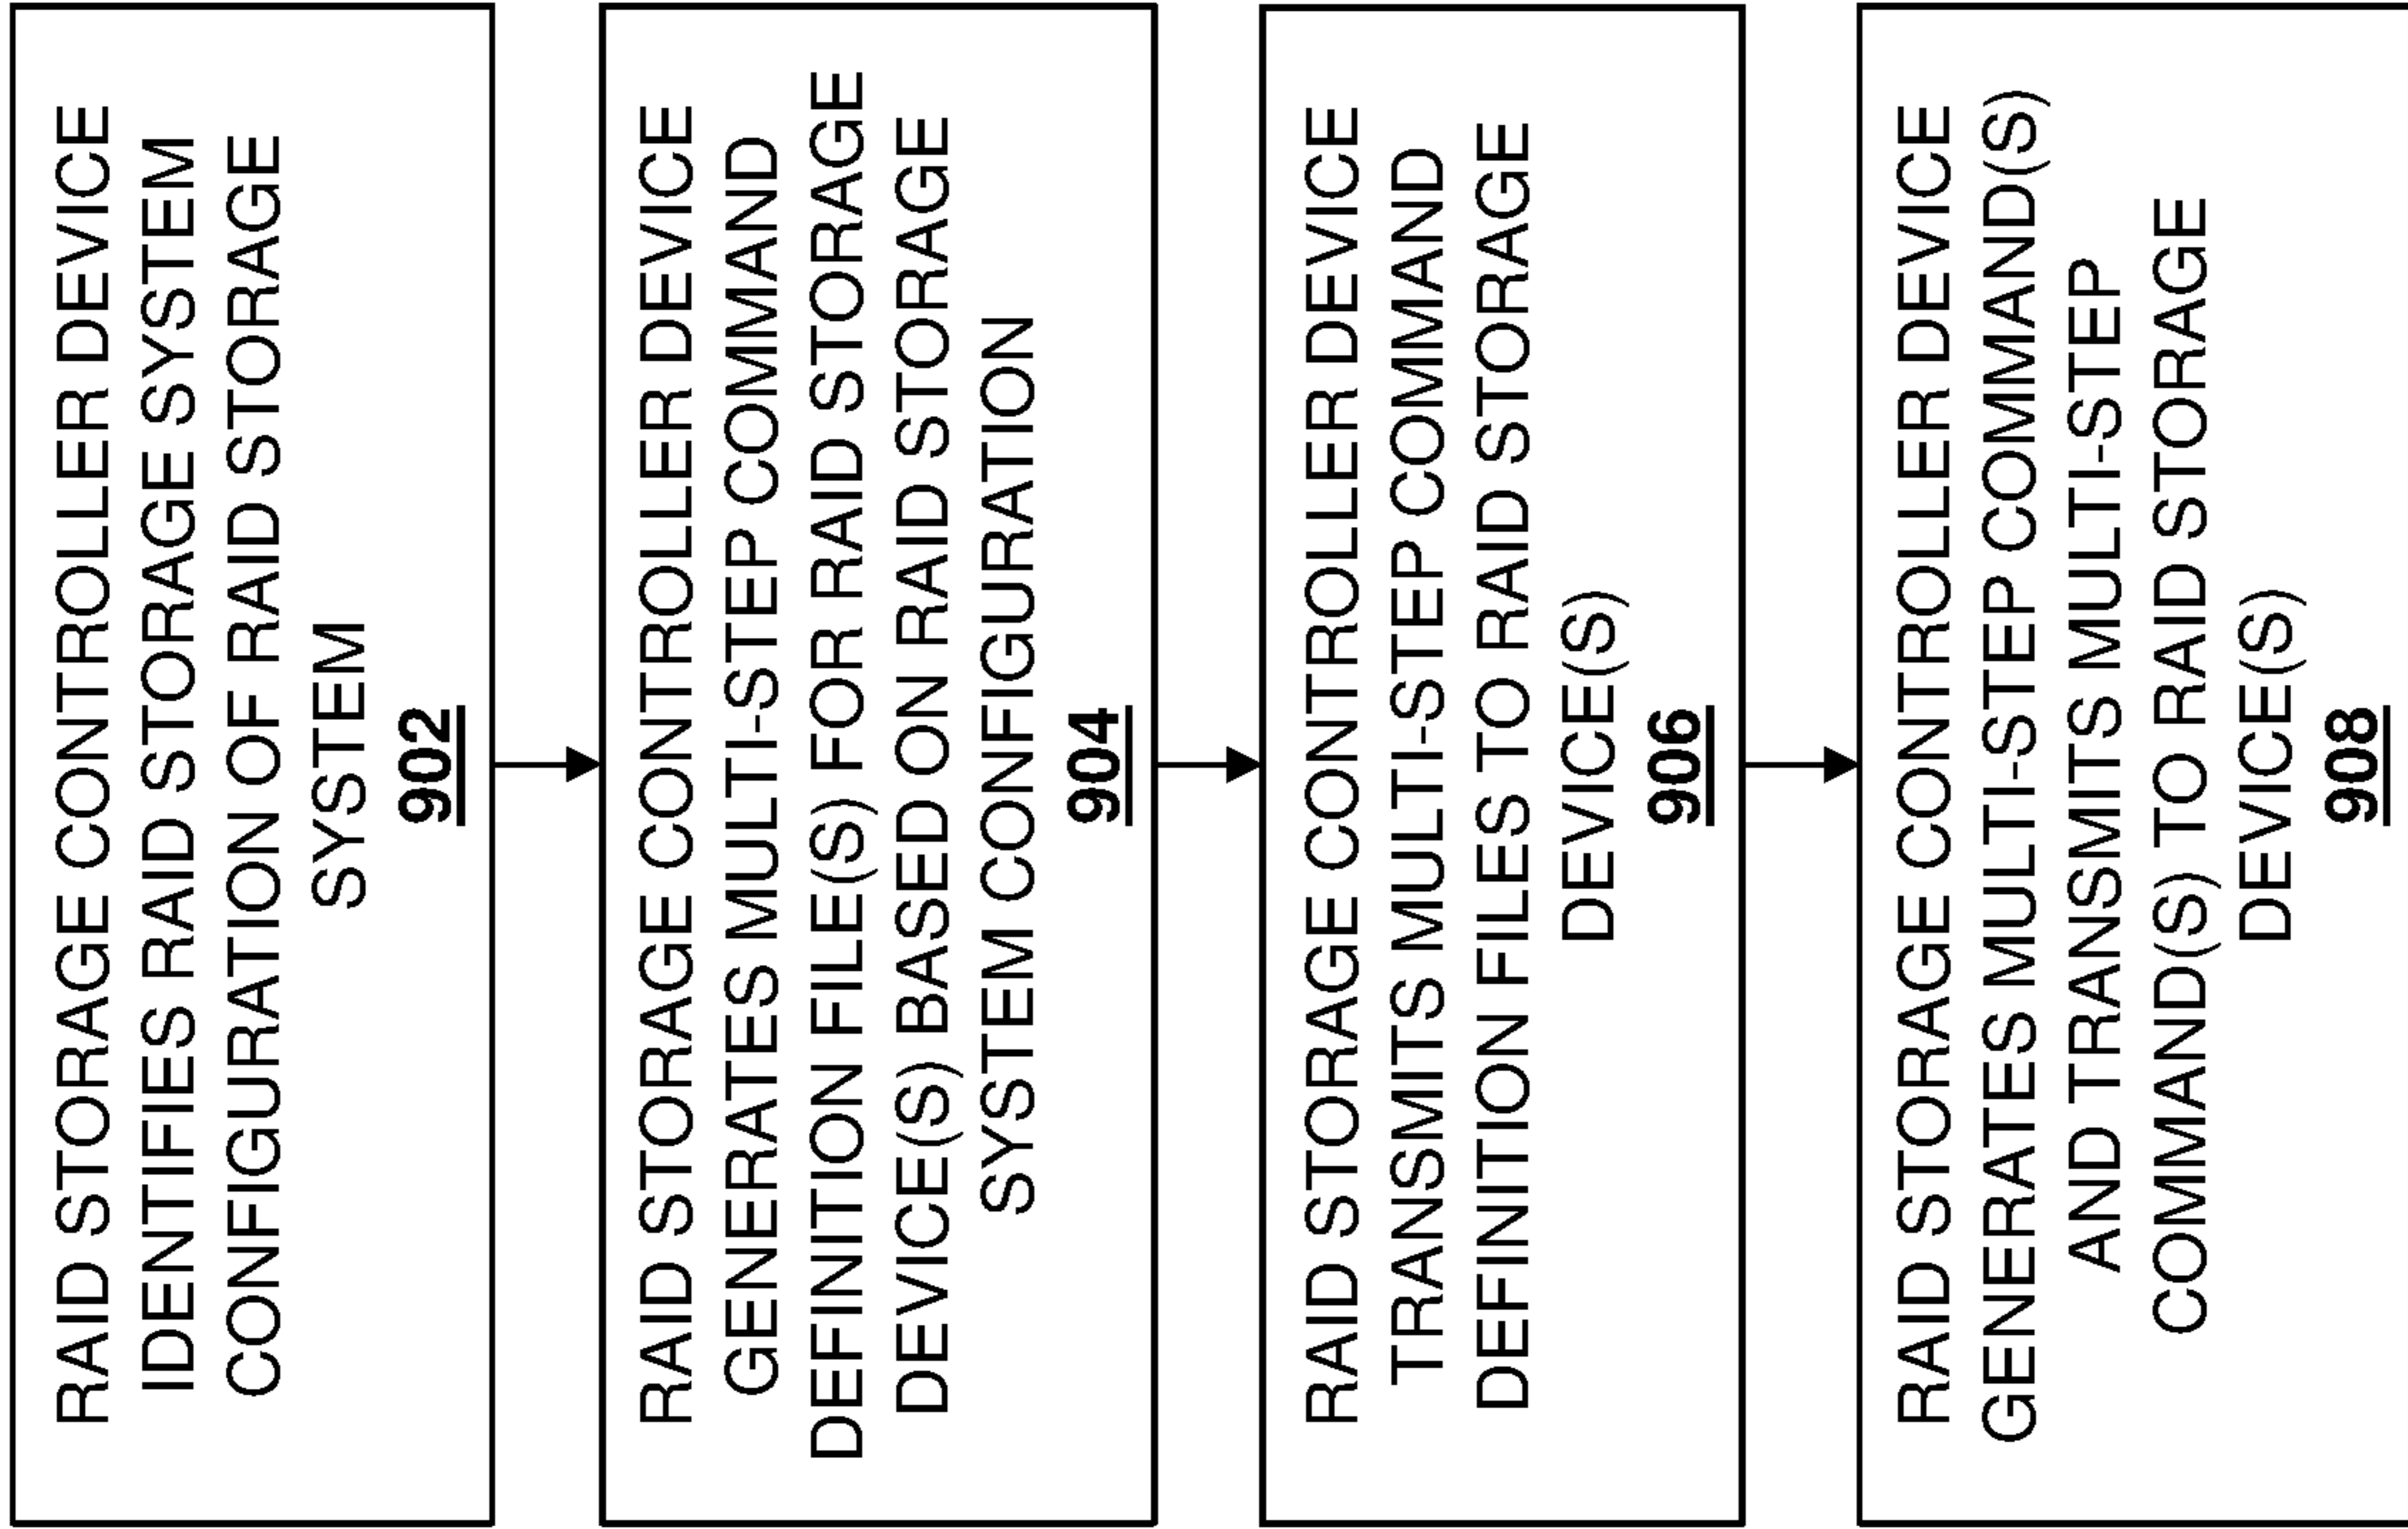 RAID STORAGE CONTROLLER DEVICE
IDENTIFIES RAID STORAGE SYSTEM
CONFIGURATION OF RAID STORAGE
SYSTEM
902
RAID STORAGE CONTROLLER DEVICE
GENERATES MULTI-STEP COMMAND
DEFINITION FILE(S) FOR RAID STORAGE
DEVICE(S) BASED ON RAID STORAGE
SYSTEM CONFIGURATION
904
RAID STORAGE CONTROLLER DEVICE
TRANSMITS MULTI-STEP COMMAND
DEFINITION FILES TO RAID STORAGE
DEVICE(S)
906
RAID STORAGE CONTROLLER DEVICE
GENERATES MULTI-STEP COMMAND(S)
AND TRANSMITS MULTI-STEP
COMMAND(S) TO RAID STORAGE
DEVICE(S)
908